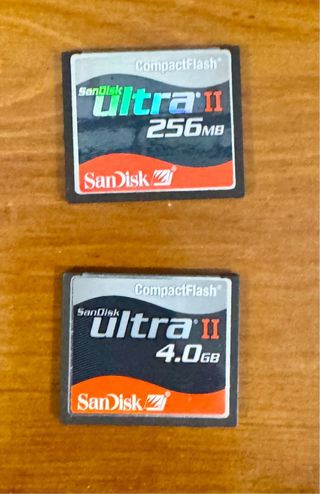 CompactFlash®
SanDisk
ultra® II
256MB
SanDisk
CompactFlash®
SanDisk
ultra® II
4.0GB
SanDisk